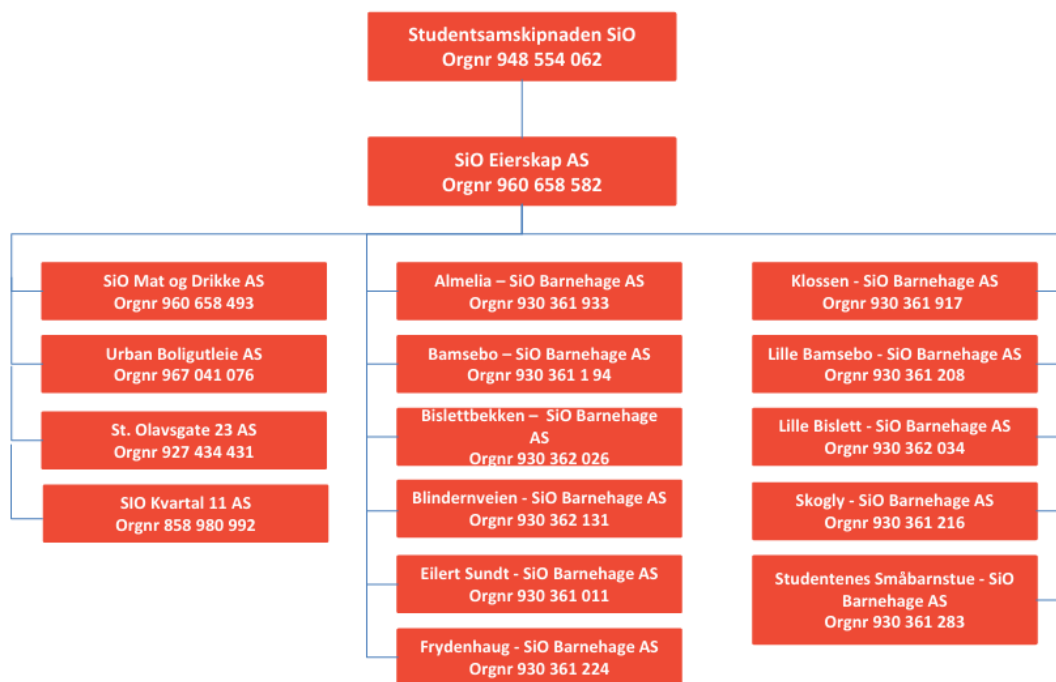 Studentsamskipnaden SiO
Orgnr 948 554 062
SiO Eierskap AS
Orgnr 960 658 582
SiO Mat og Drikke AS
Orgnr 960 658 493
Urban Boligutleie AS
Orgnr 967 041 076
St. Olavsgate 23 AS
Orgnr 927 434 431
SIO Kvartal 11 AS
Orgnr 858 980 992
Almelia – SiO Barnehage AS
Orgnr 930 361 933
Bamsebo – SiO Barnehage AS
Orgnr 930 361 1 94
Bislettbekken –  SiO Barnehage
AS
Orgnr 930 362 026
Blindernveien - SiO Barnehage AS
Orgnr 930 362 131
Eilert Sundt - SiO Barnehage AS
Orgnr 930 361 011
Frydenhaug - SiO Barnehage AS
Orgnr 930 361 224
Klossen - SiO Barnehage AS
Orgnr 930 361 917
Lille Bamsebo - SiO Barnehage AS
Orgnr 930 361 208
Lille Bislett - SiO Barnehage AS
Orgnr 930 362 034
Skogly - SiO Barnehage AS
Orgnr 930 361 216
Studentenes Småbarnstue - SiO
Barnehage AS
Orgnr 930 361 283